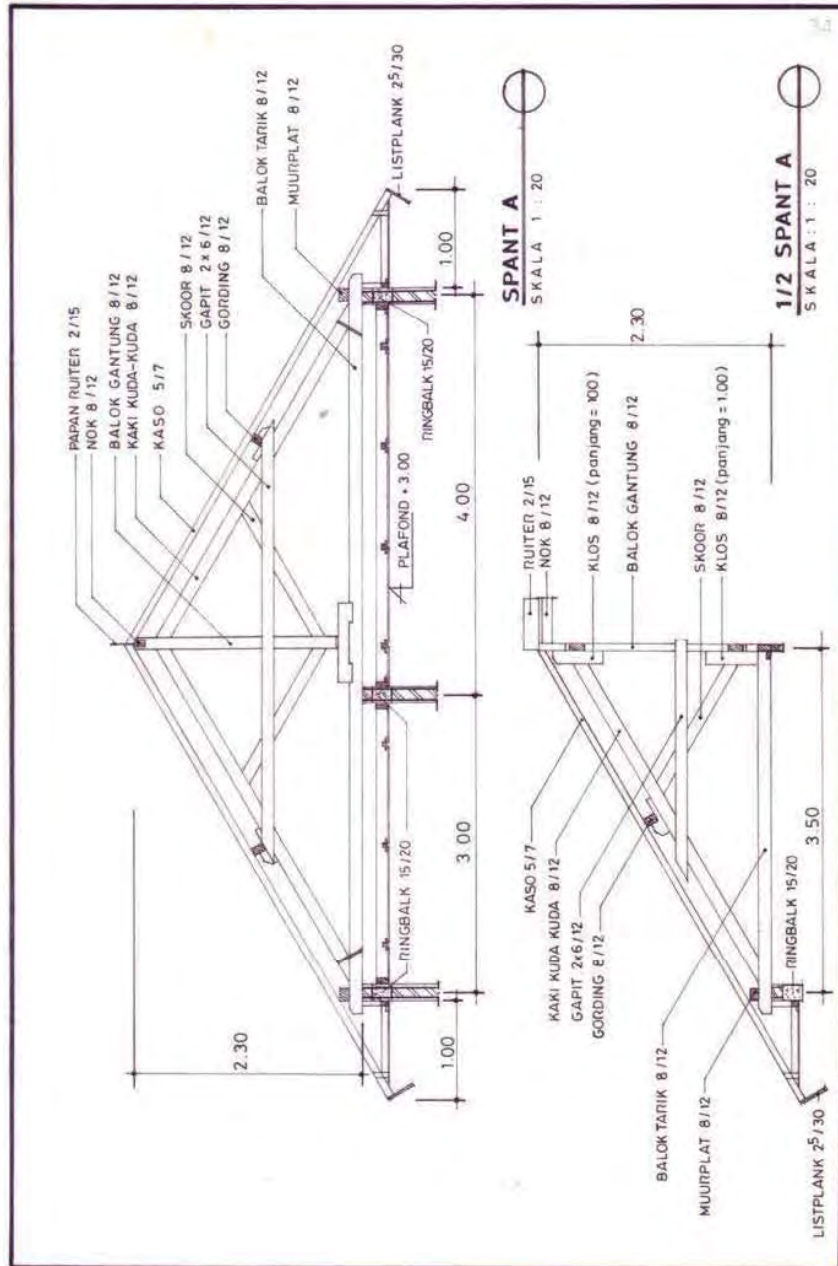 34
PAPAN RUITER 2/15
NOK 8/12
BALOK GANTUNG 8/12
KAKI KUDA-KUDA 8/12
KASO 5/7
SKOOR 8/12
GAPIT 2x6/12
GORDING 8/12
BALOK TARIK 8/12
MUURPLAT 8/12
LISTPLANK 2⁵/30
2.30
RINGBALK 15/20
PLAFOND + 3.00
RINGBALK 15/20
1.00
3.00
4.00
1.00
SPANT A
SKALA 1 : 20
RUITER 2/15
NOK 8/12
KLOS 8/12 (panjang = 100)
BALOK GANTUNG 8/12
SKOOR 8/12
KLOS 8/12 (panjang = 1.00)
2.30
KASO 5/7
KAKI KUDA KUDA 8/12
GAPIT 2x6/12
GORDING 8/12
BALOK TARIK 8/12
MUURPLAT 8/12
LISTPLANK 2⁵/30
RINGBALK 15/20
3.50
1/2 SPANT A
SKALA : 1 : 20